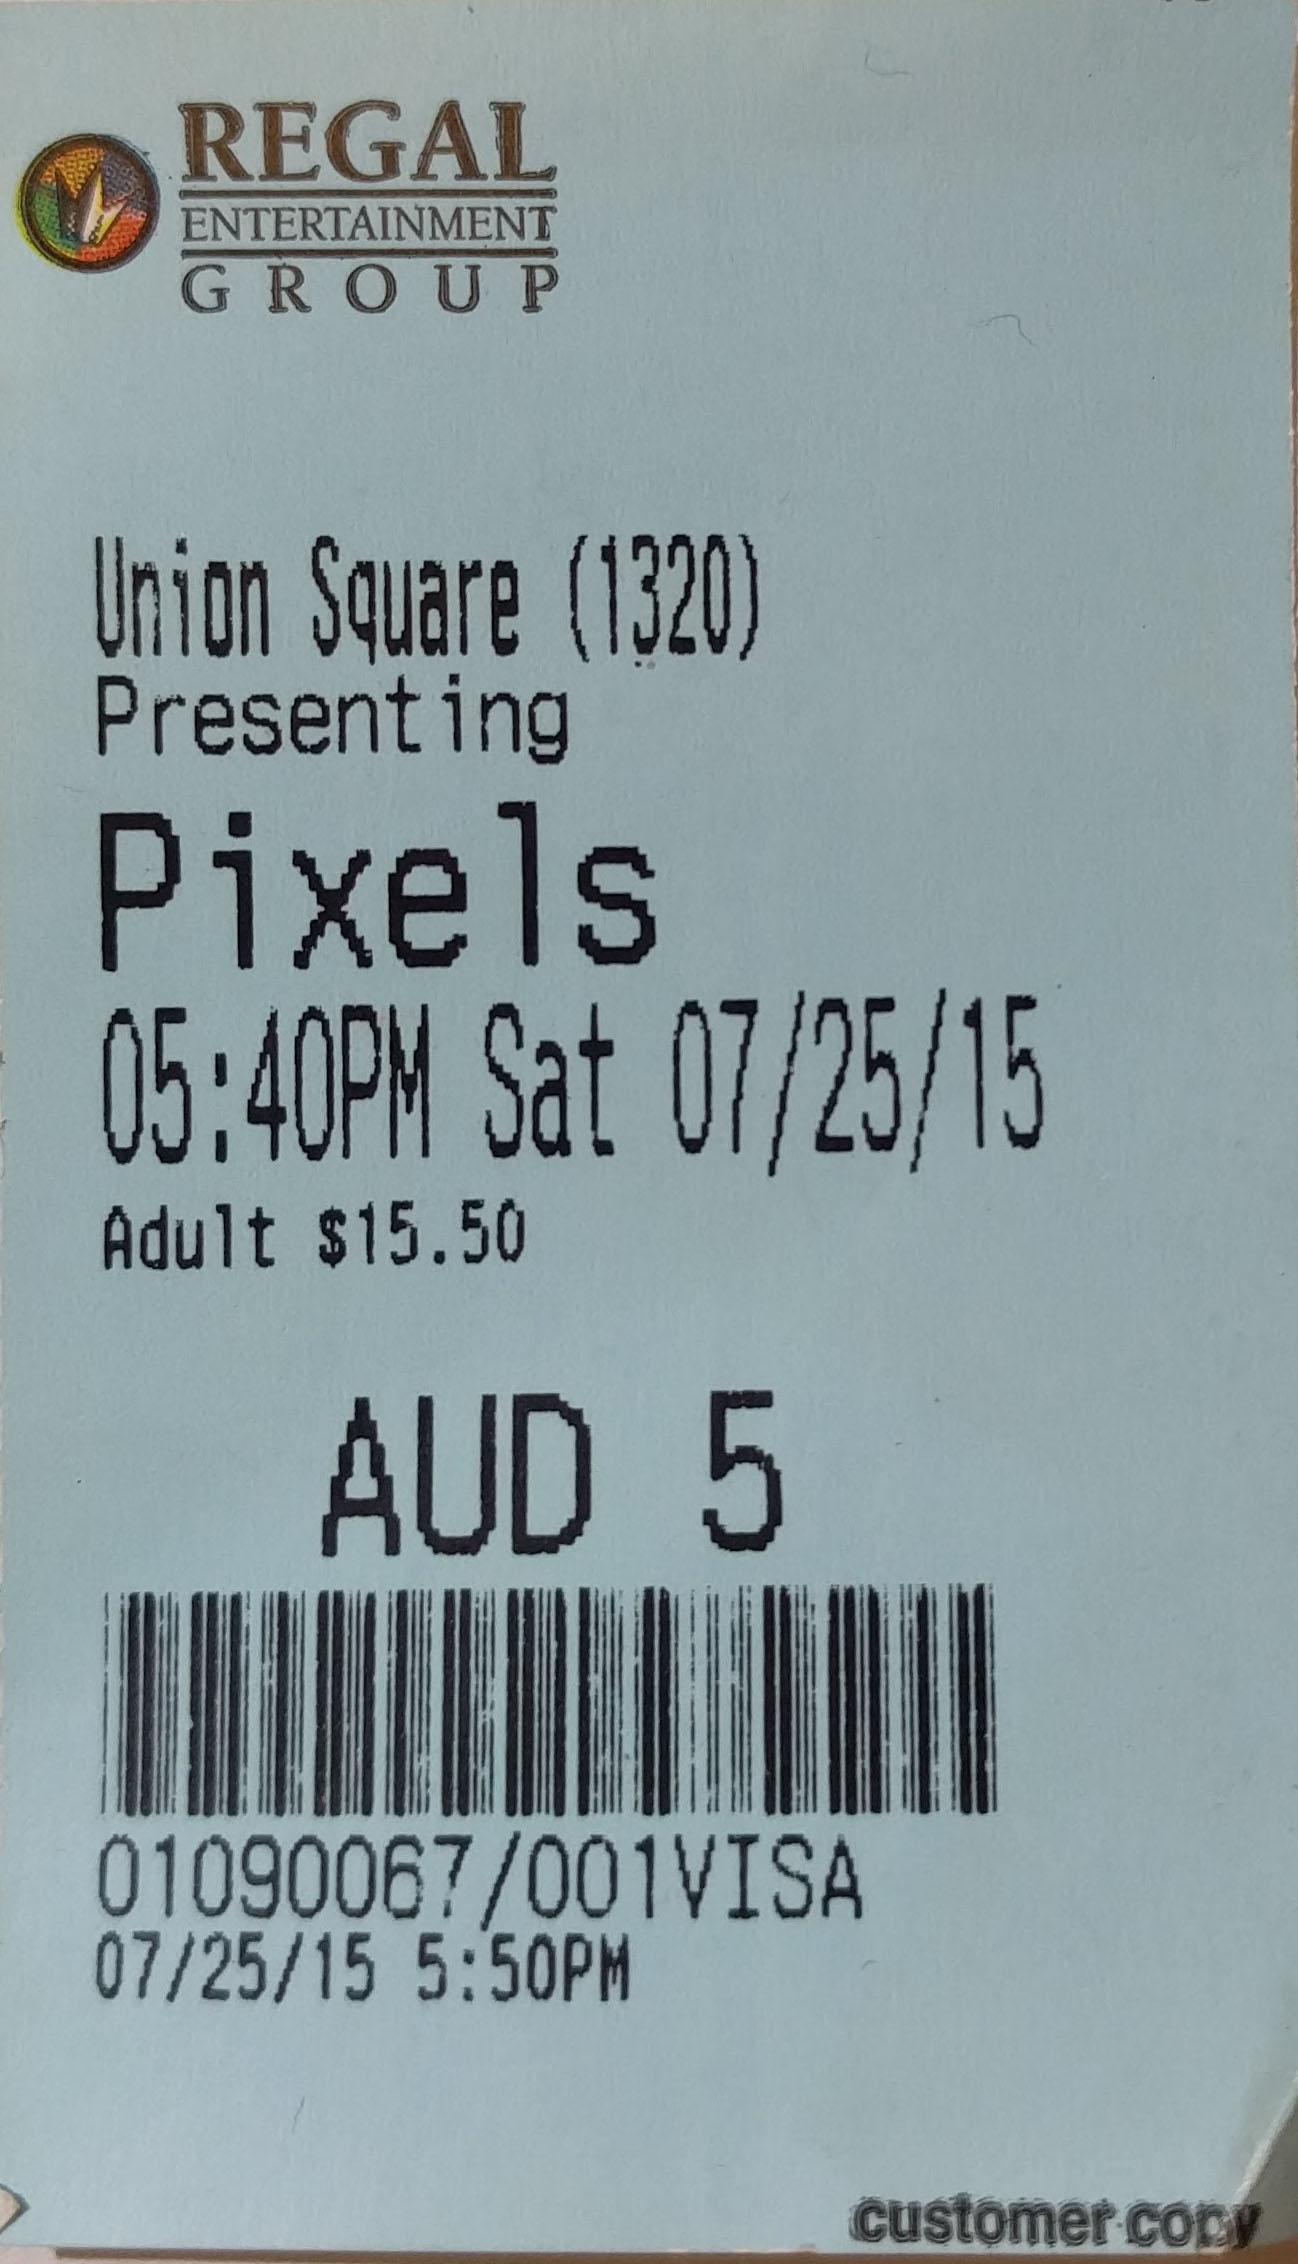 REGAL
ENTERTAINMENT
GROUP
Union Square (1320)
Presenting
Pixels
05:40PM Sat 07/25/15
Adult $15.50
AUD 5
01090067/001VISA
07/25/15 5:50PM
customer copy